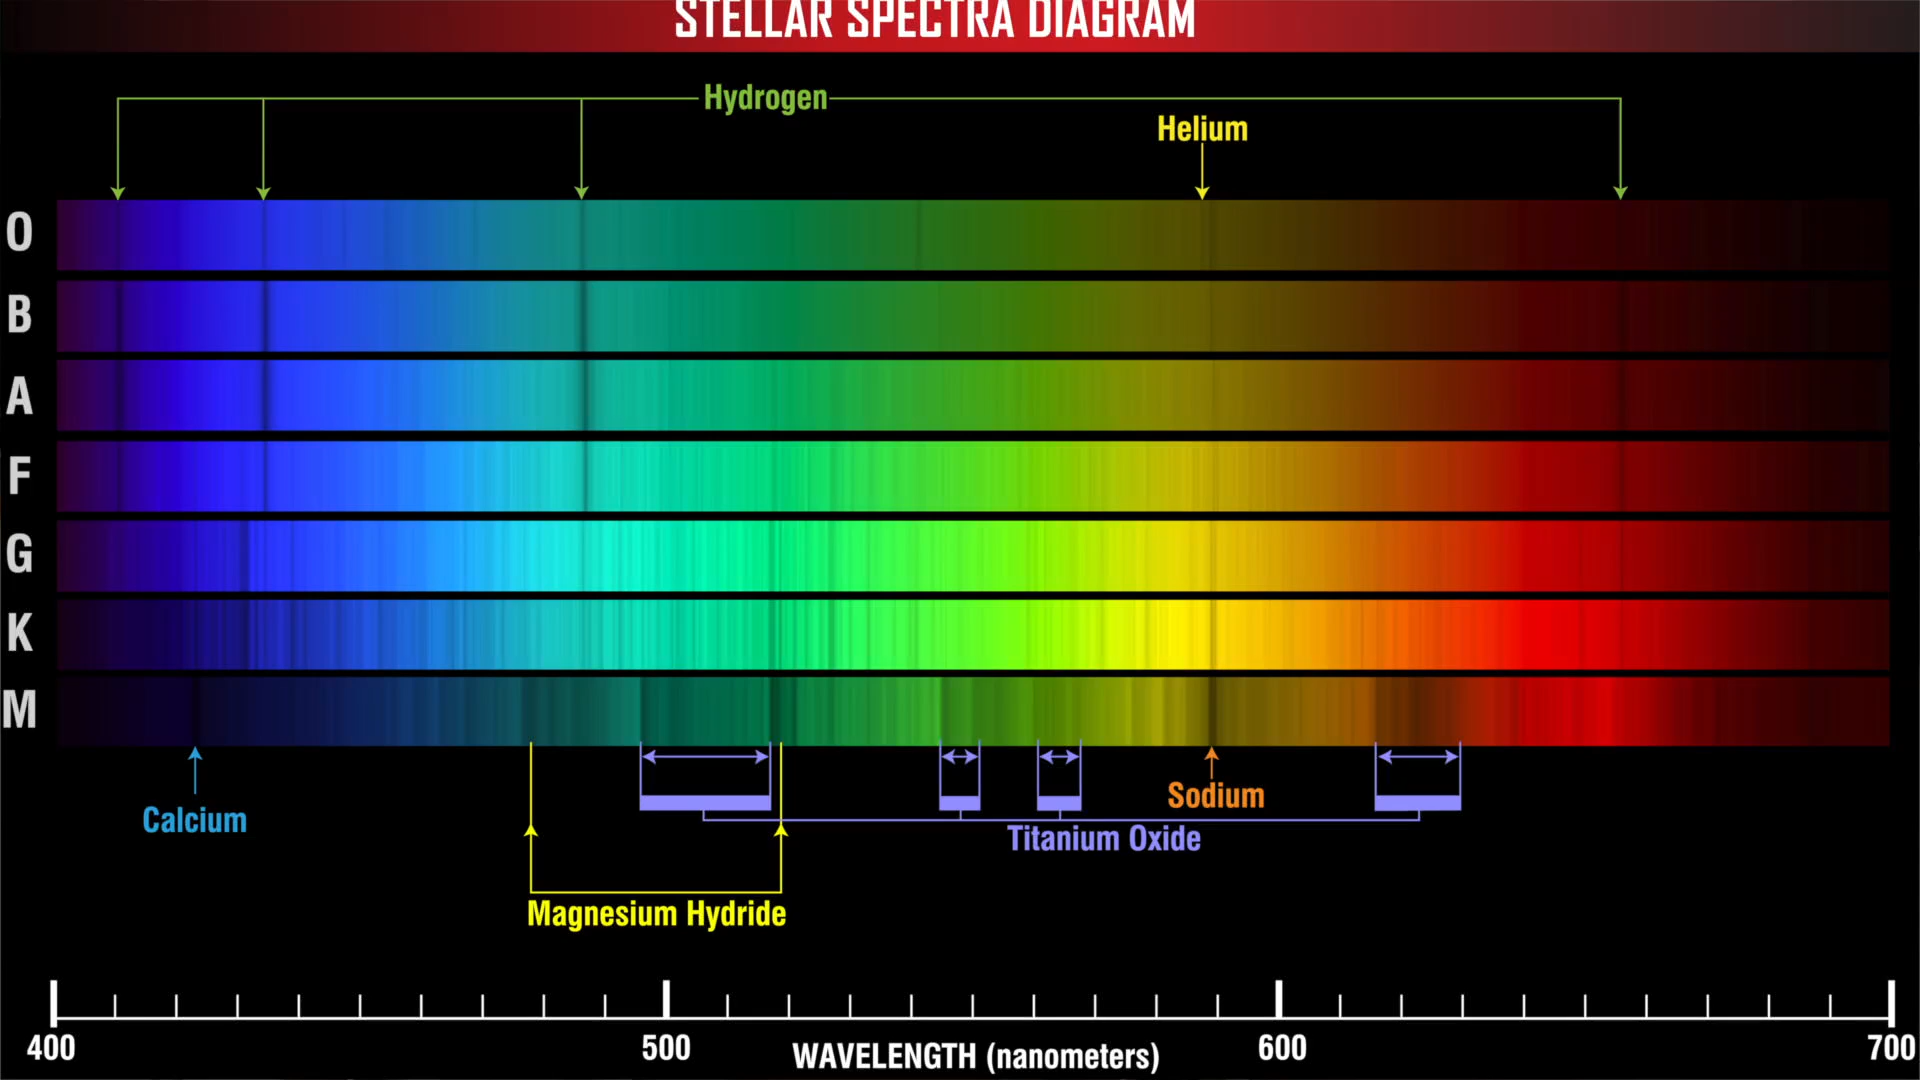 STELLAR SPECTRA DIAGRAM
Hydrogen
Helium
O
B
A
F
G
K
M
Calcium
Sodium
Titanium Oxide
Magnesium Hydride
400 500 600 700
WAVELENGTH (nanometers)